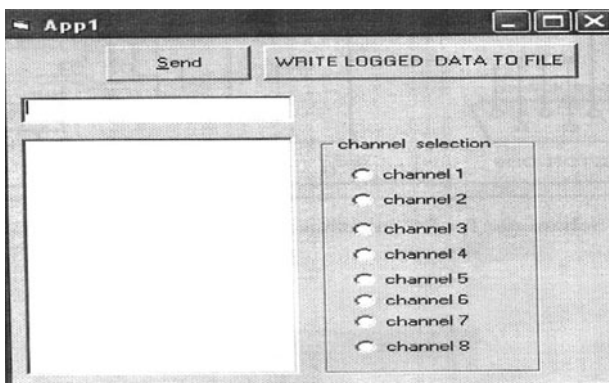 App1
Send
WRITE LOGGED DATA TO FILE
channel selection
channel 1
channel 2
channel 3
channel 4
channel 5
channel 6
channel 7
channel 8